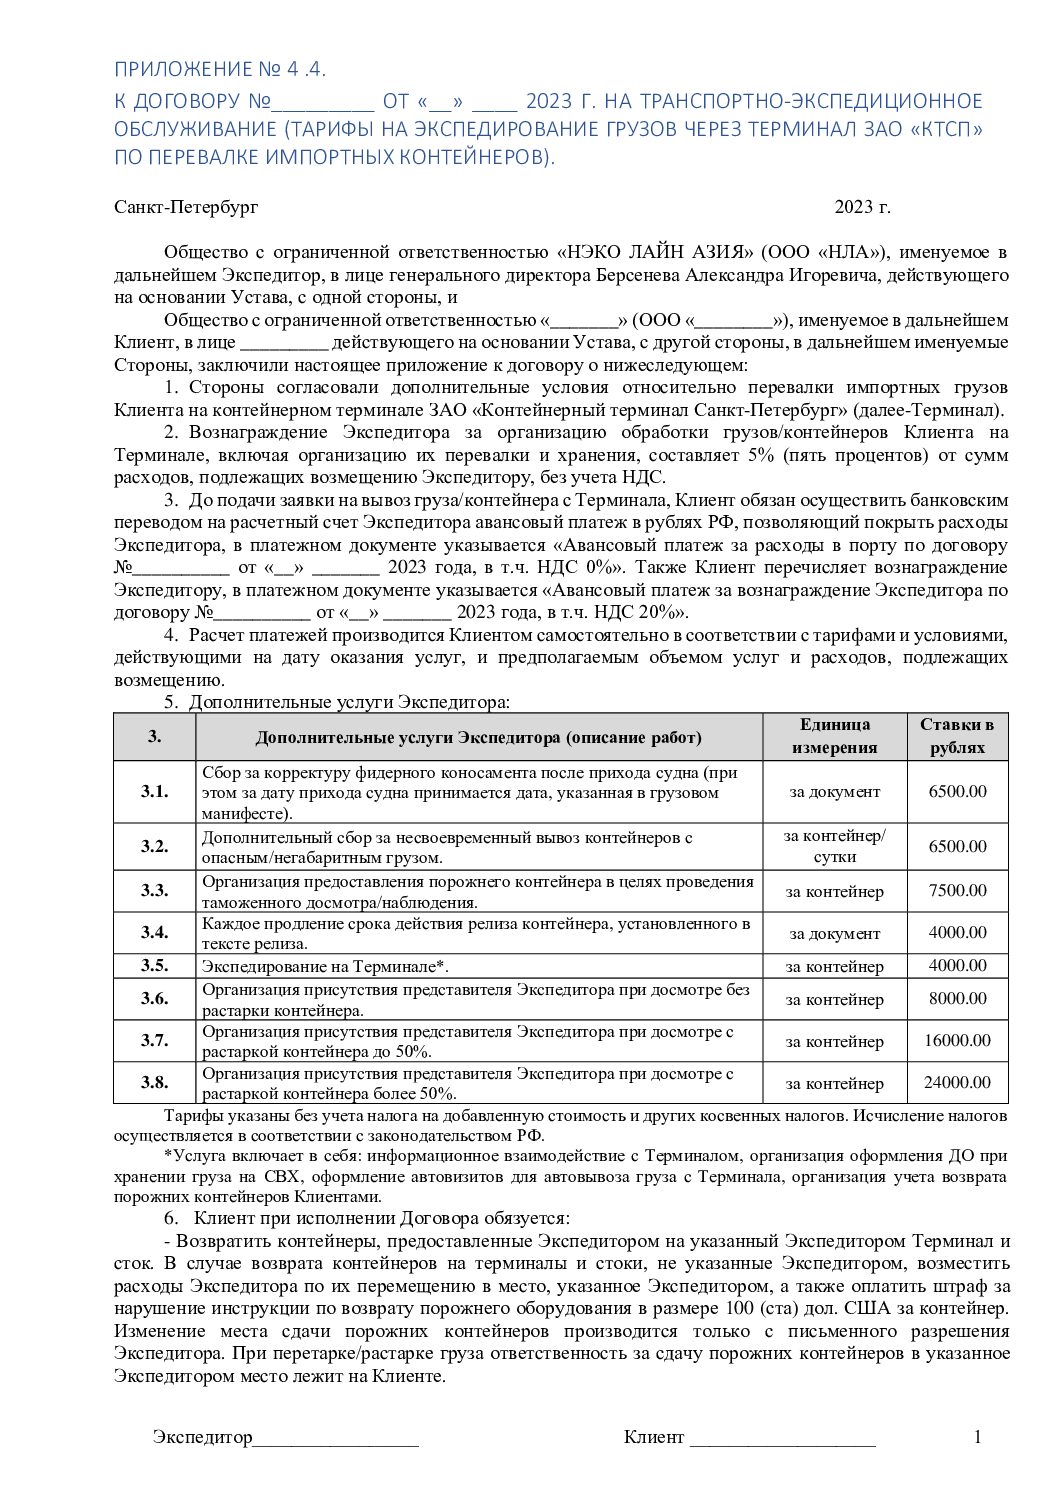 ПРИЛОЖЕНИЕ № 4 .4.
К ДОГОВОРУ №_________ ОТ «__» ____ 2023 Г. НА ТРАНСПОРТНО-ЭКСПЕДИЦИОННОЕ
ОБСЛУЖИВАНИЕ (ТАРИФЫ НА ЭКСПЕДИРОВАНИЕ ГРУЗОВ ЧЕРЕЗ ТЕРМИНАЛ ЗАО «КТСП»
ПО ПЕРЕВАЛКЕ ИМПОРТНЫХ КОНТЕЙНЕРОВ).
Санкт-Петербург 2023 г.
Общество с ограниченной ответственностью «НЭКО ЛАЙН АЗИЯ» (ООО «НЛА»), именуемое в
дальнейшем Экспедитор, в лице генерального директора Берсенева Александра Игоревича, действующего
на основании Устава, с одной стороны, и
Общество с ограниченной ответственностью «_______» (ООО «________»), именуемое в дальнейшем
Клиент, в лице _________ действующего на основании Устава, с другой стороны, в дальнейшем именуемые
Стороны, заключили настоящее приложение к договору о нижеследующем:
1. Стороны согласовали дополнительные условия относительно перевалки импортных грузов
Клиента на контейнерном терминале ЗАО «Контейнерный терминал Санкт-Петербург» (далее-Терминал).
2. Вознаграждение Экспедитора за организацию обработки грузов/контейнеров Клиента на
Терминале, включая организацию их перевалки и хранения, составляет 5% (пять процентов) от сумм
расходов, подлежащих возмещению Экспедитору, без учета НДС.
3. До подачи заявки на вывоз груза/контейнера с Терминала, Клиент обязан осуществить банковским
переводом на расчетный счет Экспедитора авансовый платеж в рублях РФ, позволяющий покрыть расходы
Экспедитора, в платежном документе указывается «Авансовый платеж за расходы в порту по договору
№__________ от «__» _______ 2023 года, в т.ч. НДС 0%». Также Клиент перечисляет вознаграждение
Экспедитору, в платежном документе указывается «Авансовый платеж за вознаграждение Экспедитора по
договору №__________ от «__» _______ 2023 года, в т.ч. НДС 20%».
4. Расчет платежей производится Клиентом самостоятельно в соответствии с тарифами и условиями,
действующими на дату оказания услуг, и предполагаемым объемом услуг и расходов, подлежащих
возмещению.
5. Дополнительные услуги Экспедитора:
3. Дополнительные услуги Экспедитора (описание работ) Единица измерения Ставки в рублях
3.1. Сбор за корректуру фидерного коносамента после прихода судна (при
этом за дату прихода судна принимается дата, указанная в грузовом
манифесте). за документ 6500.00
3.2. Дополнительный сбор за несвоевременный вывоз контейнеров с
опасным/негабаритным грузом. за контейнер/ сутки 6500.00
3.3. Организация предоставления порожнего контейнера в целях проведения
таможенного досмотра/наблюдения. за контейнер 7500.00
3.4. Каждое продление срока действия релиза контейнера, установленного в
тексте релиза. за документ 4000.00
3.5. Экспедирование на Терминале*. за контейнер 4000.00
3.6. Организация присутствия представителя Экспедитора при досмотре без
растарки контейнера. за контейнер 8000.00
3.7. Организация присутствия представителя Экспедитора при досмотре с
растаркой контейнера до 50%. за контейнер 16000.00
3.8. Организация присутствия представителя Экспедитора при досмотре с
растаркой контейнера более 50%. за контейнер 24000.00
Тарифы указаны без учета налога на добавленную стоимость и других косвенных налогов. Исчисление налогов
осуществляется в соответствии с законодательством РФ.
*Услуга включает в себя: информационное взаимодействие с Терминалом, организация оформления ДО при
хранении груза на СВХ, оформление автовизитов для автовывоза груза с Терминала, организация учета возврата
порожних контейнеров Клиентами.
6. Клиент при исполнении Договора обязуется:
- Возвратить контейнеры, предоставленные Экспедитором на указанный Экспедитором Терминал и
сток. В случае возврата контейнеров на терминалы и стоки, не указанные Экспедитором, возместить
расходы Экспедитора по их перемещению в место, указанное Экспедитором, а также оплатить штраф за
нарушение инструкции по возврату порожнего оборудования в размере 100 (ста) дол. США за контейнер.
Изменение места сдачи порожних контейнеров производится только с письменного разрешения
Экспедитора. При перетарке/растарке груза ответственность за сдачу порожних контейнеров в указанное
Экспедитором место лежит на Клиенте.
Экспедитор_________________ Клиент ___________________ 1